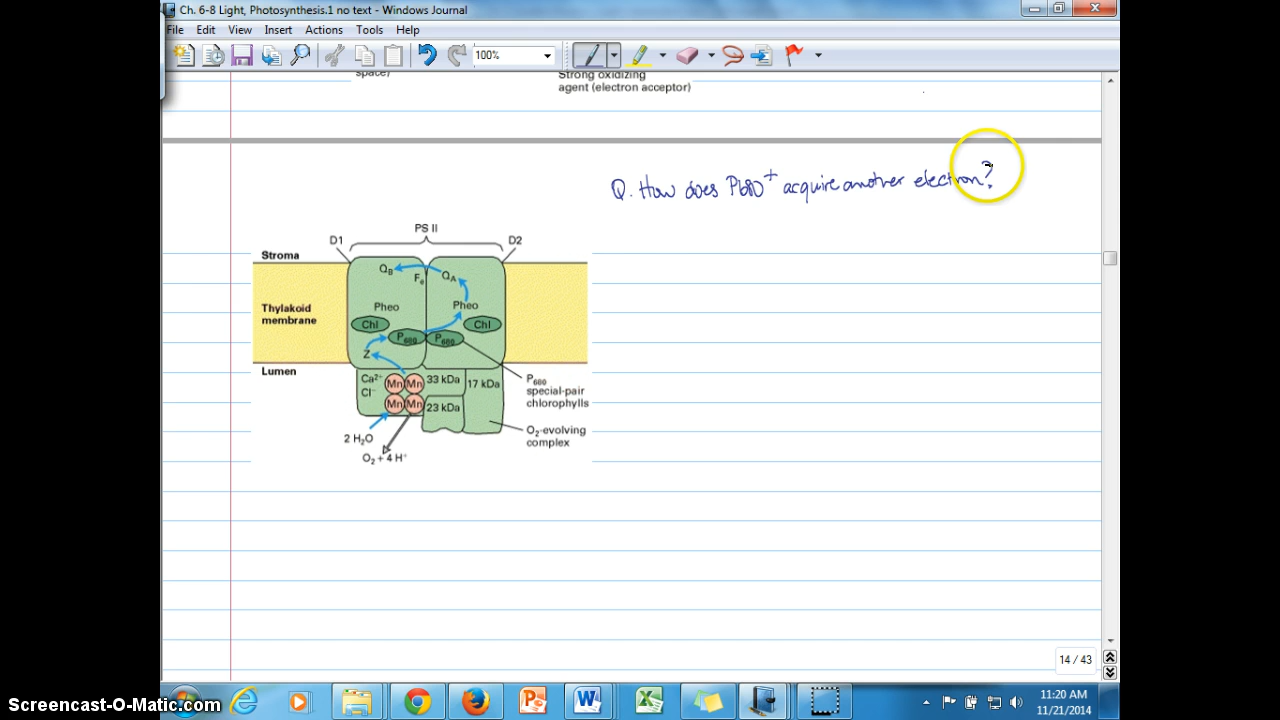 Ch. 6-8 Light, Photosynthesis.1 no text - Windows Journal
File Edit View Insert Actions Tools Help
100%
space)
Strong oxidizing
agent (electron acceptor)
Q. How does P680+ acquire another electron?
PS II
D1
D2
Stroma
QB
Fe
QA
Thylakoid
membrane
Pheo
Pheo
Chl
Chl
P680
P680
Z
Lumen
Ca2+
Cl-
Mn
Mn
33 kDa
17 kDa
Mn
Mn
23 kDa
P680
special-pair
chlorophylls
2 H2O
O2-evolving
complex
O2 + 4 H+
14 / 43
Screencast-O-Matic.com
11:20 AM
11/21/2014